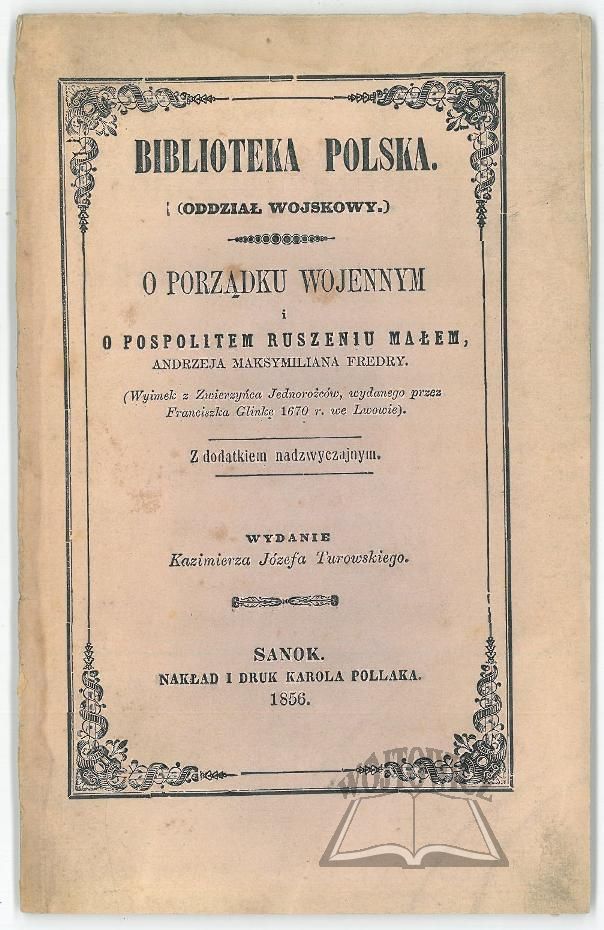 BIBLIOTEKA POLSKA.
(ODDZIAŁ WOJSKOWY.)
O PORZĄDKU WOJENNYM
i
O POSPOLITEM RUSZENIU MAŁEM,
ANDRZEJA MAKSYMILIANA FREDRY.
(Wyimek z Zwierzyńca Jednorożców, wydanego przez
Franciszka Glinkę 1670 r. we Lwowie).
Z dodatkiem nadzwyczajnym.
WYDANIE
Kazimierza Józefa Turowskiego.
SANOK.
NAKŁAD I DRUK KAROLA POLLAKA.
1856.
WOJTOWICZ